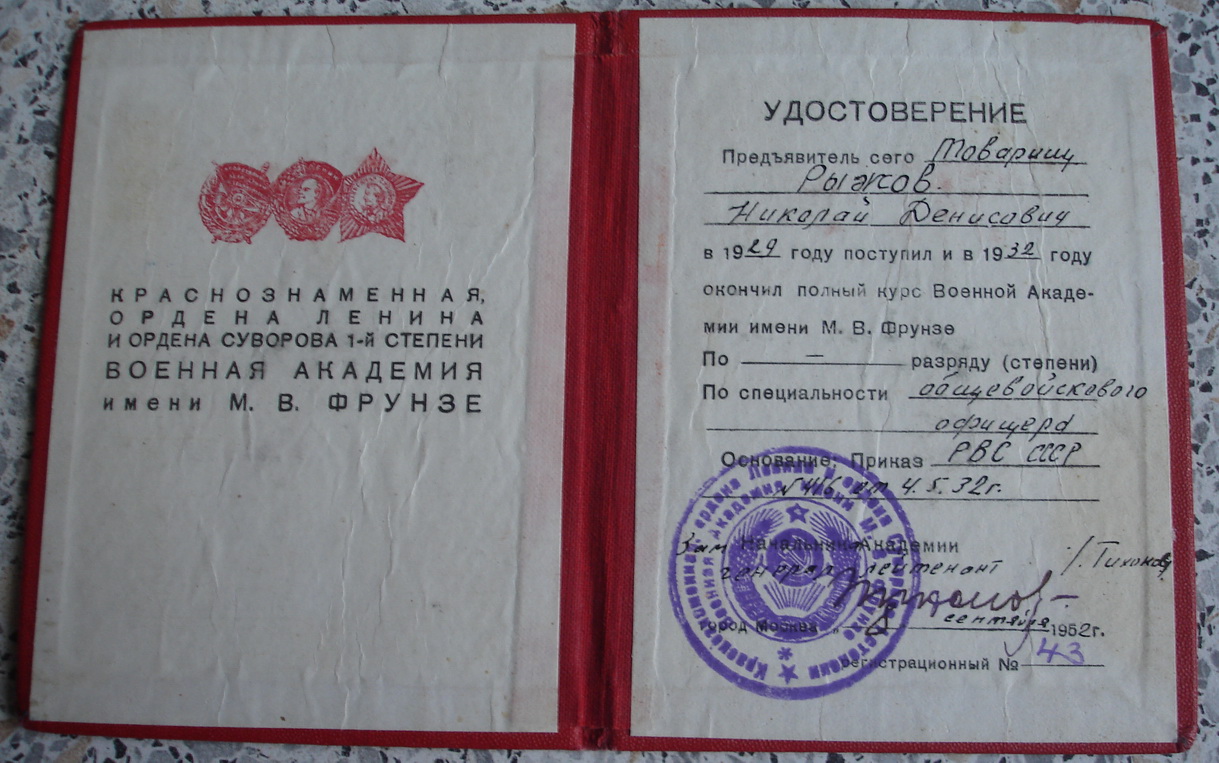 КРАСНОЗНАМЕННАЯ,
ОРДЕНА ЛЕНИНА
И ОРДЕНА СУВОРОВА 1-й СТЕПЕНИ
ВОЕННАЯ АКАДЕМИЯ
имени М. В. ФРУНЗЕ
УДОСТОВЕРЕНИЕ
Предъявитель сего Товарищ
Рыжов
Николай Денисович
в 1929 году поступил и в 1932 году
окончил полный курс Военной Акаде-
мии имени М. В. Фрунзе
По — разряду (степени)
По специальности общевойскового
офицера
Основание: Приказ РВС СССР
от 4.5.32г.
Зам Начальник Академии
генерал лейтенант /Тихонов/
город Москва " сентября 1952г.
Регистрационный № 43